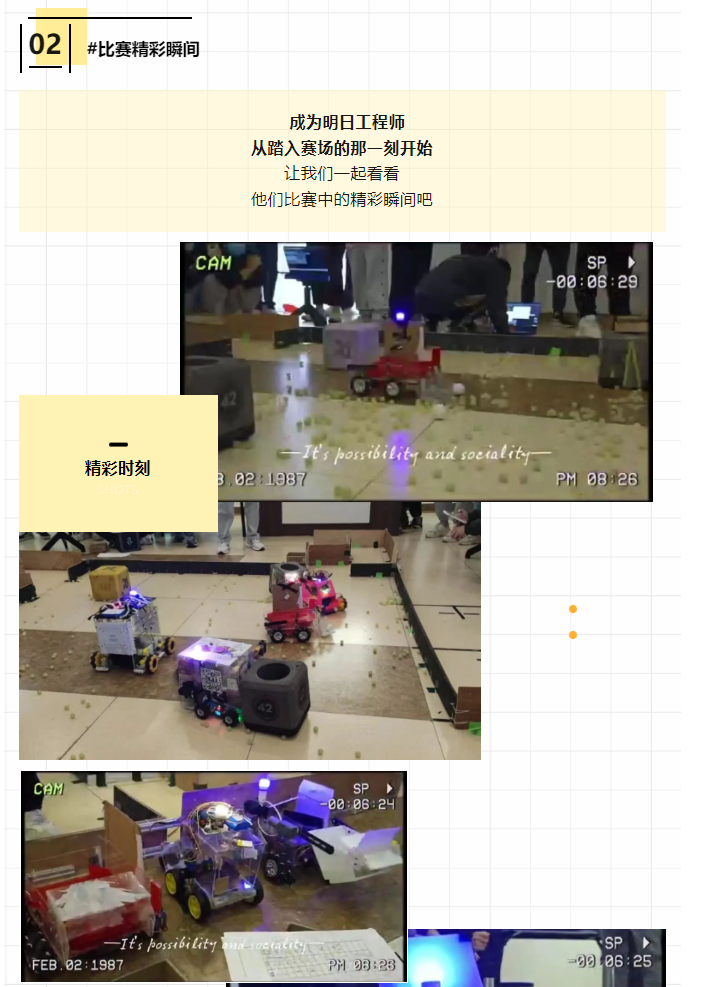 02
#比赛精彩瞬间
成为明日工程师
从踏入赛场的那一刻开始
让我们一起看看
他们比赛中的精彩瞬间吧
CAM
SP
-00:06:29
42
It's possibility and sociality
.02:1987
PM 08:26
精彩时刻
42
CAM
SP
-00:06:24
It's possibility and sociality
FEB.02:1987
PM 08:26
SP
-00:06:25